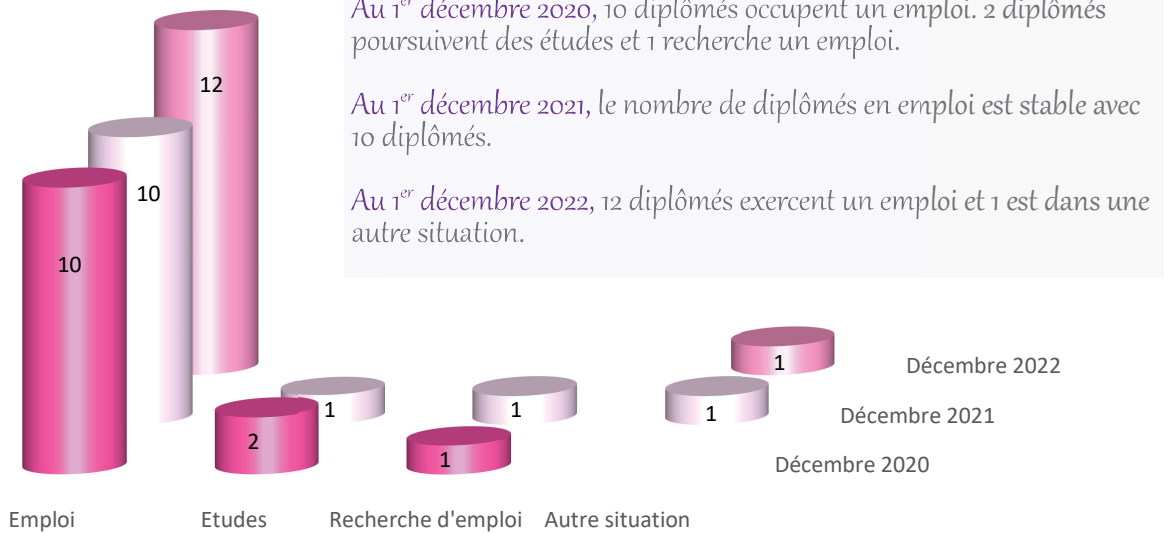 Au 1er décembre 2020, 10 diplômés occupent un emploi. 2 diplômés
poursuivent des études et 1 recherche un emploi.
Au 1er décembre 2021, le nombre de diplômés en emploi est stable avec
10 diplômés.
Au 1er décembre 2022, 12 diplômés exercent un emploi et 1 est dans une
autre situation.
12
10
10
1
Décembre 2022
1
1
1
Décembre 2021
2
1
Décembre 2020
Emploi
Etudes
Recherche d'emploi
Autre situation